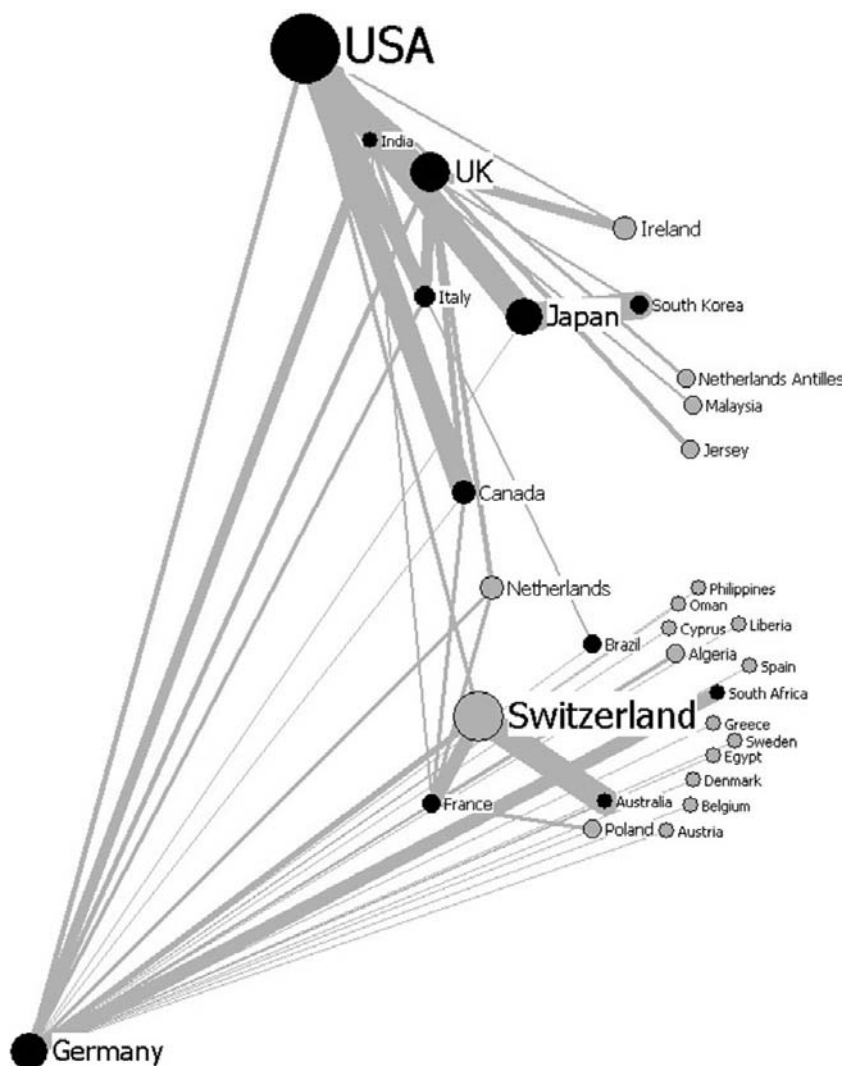 USA
India
UK
Ireland
Italy
South Korea
Japan
Netherlands Antilles
Malaysia
Jersey
Canada
Netherlands
Philippines
Oman
Liberia
Cyprus
Brazil
Algeria
Spain
South Africa
Switzerland
Greece
Sweden
Egypt
Denmark
France
Australia
Belgium
Poland
Austria
Germany